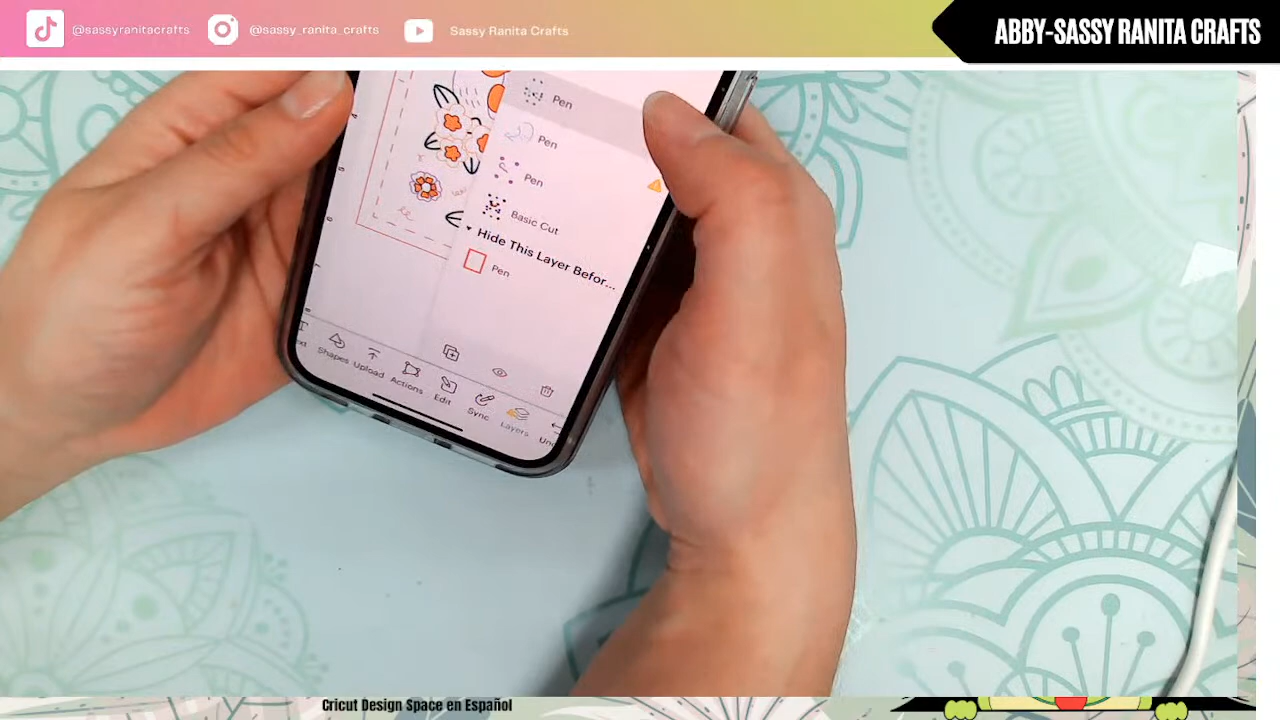 @sassyranitacrafts
@sassy_ranita_crafts
Sassy Ranita Crafts
ABBY-SASSY RANITA CRAFTS
Pen
Pen
Pen
Basic Cut
Hide This Layer Befor...
Pen
Shapes
Upload
Actions
Edit
Sync
Layers
Cricut Design Space en Español